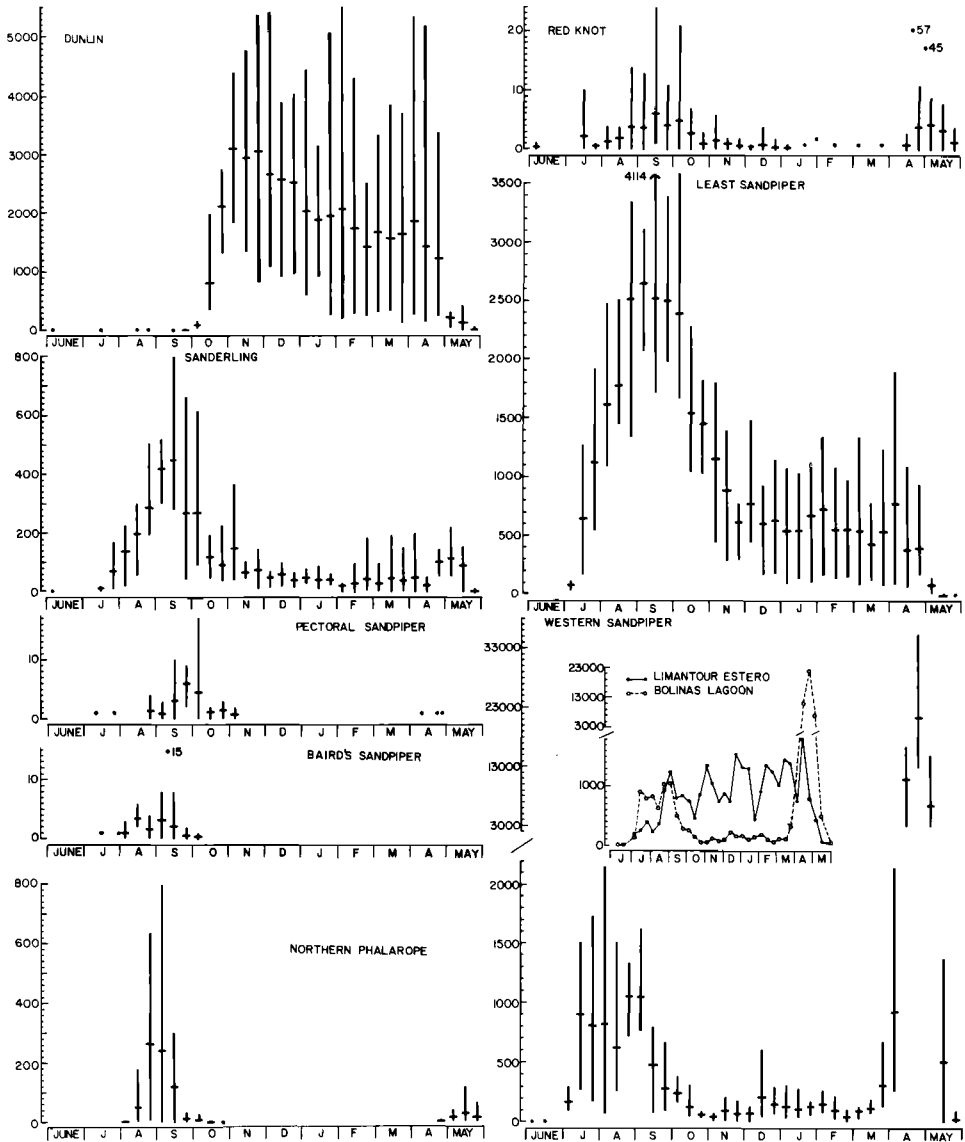 DUNLIN
5000
4000
3000
2000
1000
0
JUNE J A S O N D J F M A MAY
RED KNOT
57
45
20
10
0
JUNE J A S O N D J F M A MAY
SANDERLING
800
600
400
200
0
JUNE J A S O N D J F M A MAY
LEAST SANDPIPER
4114
3500
3000
2,500
2000
1500
1000
500
0
JUNE J A S O N D J F M A MAY
PECTORAL SANDPIPER
10
0
JUNE J A S O N D J F M A MAY
BAIRD'S SANDPIPER
15
10
0
JUNE J A S O N D J F M A MAY
NORTHERN PHALAROPE
800
600
400
200
0
JUNE J A S O N D J F M A MAY
WESTERN SANDPIPER
33000
23000
13000
3000
LIMANTOUR ESTERO
BOLINAS LAGOON
23000
13000
3000
1000
0
J J A S O N D J F M A M
2000
1500
1000
500
0
JUNE J A S O N D J F M A MAY